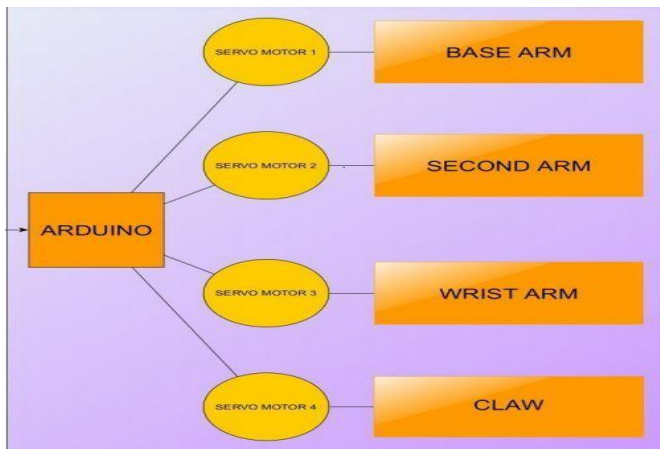 SERVO MOTOR 1
BASE ARM
SERVO MOTOR 2
SECOND ARM
ARDUINO
SERVO MOTOR 3
WRIST ARM
SERVO MOTOR 4
CLAW